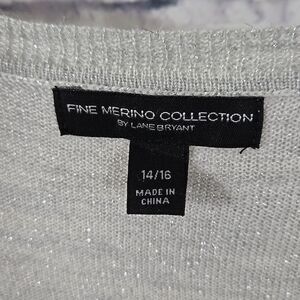 FINE MERINO COLLECTION
BY LANE BRYANT
14/16
MADE IN
CHINA